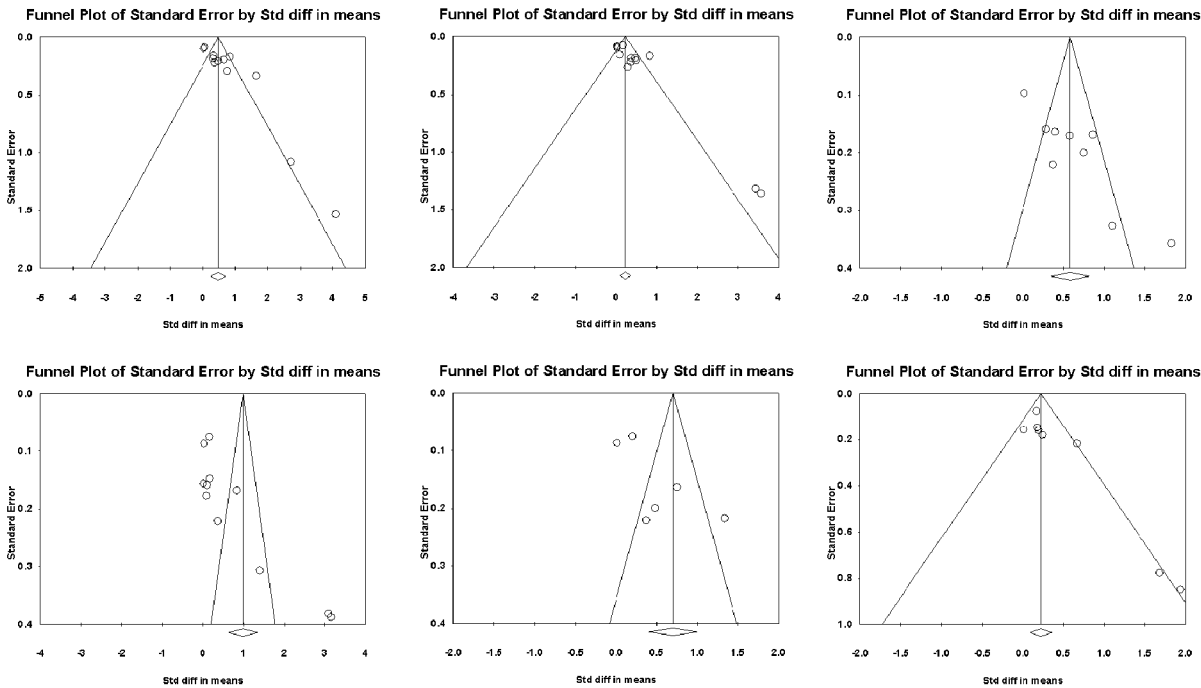 Funnel Plot of Standard Error by Std diff in means
0.0
0.5
1.0
1.5
2.0
Standard Error
-5 -4 -3 -2 -1 0 1 2 3 4 5
Std diff in means
Funnel Plot of Standard Error by Std diff in means
0.0
0.5
1.0
1.5
2.0
Standard Error
-4 -3 -2 -1 0 1 2 3 4
Std diff in means
Funnel Plot of Standard Error by Std diff in means
0.0
0.1
0.2
0.3
0.4
Standard Error
-2.0 -1.5 -1.0 -0.5 0.0 0.5 1.0 1.5 2.0
Std diff in means
Funnel Plot of Standard Error by Std diff in means
0.0
0.1
0.2
0.3
0.4
Standard Error
-4 -3 -2 -1 0 1 2 3 4
Std diff in means
Funnel Plot of Standard Error by Std diff in means
0.0
0.1
0.2
0.3
0.4
Standard Error
-2.0 -1.5 -1.0 -0.5 0.0 0.5 1.0 1.5 2.0
Std diff in means
Funnel Plot of Standard Error by Std diff in means
0.0
0.2
0.4
0.6
0.8
1.0
Standard Error
-2.0 -1.5 -1.0 -0.5 0.0 0.5 1.0 1.5 2.0
Std diff in means